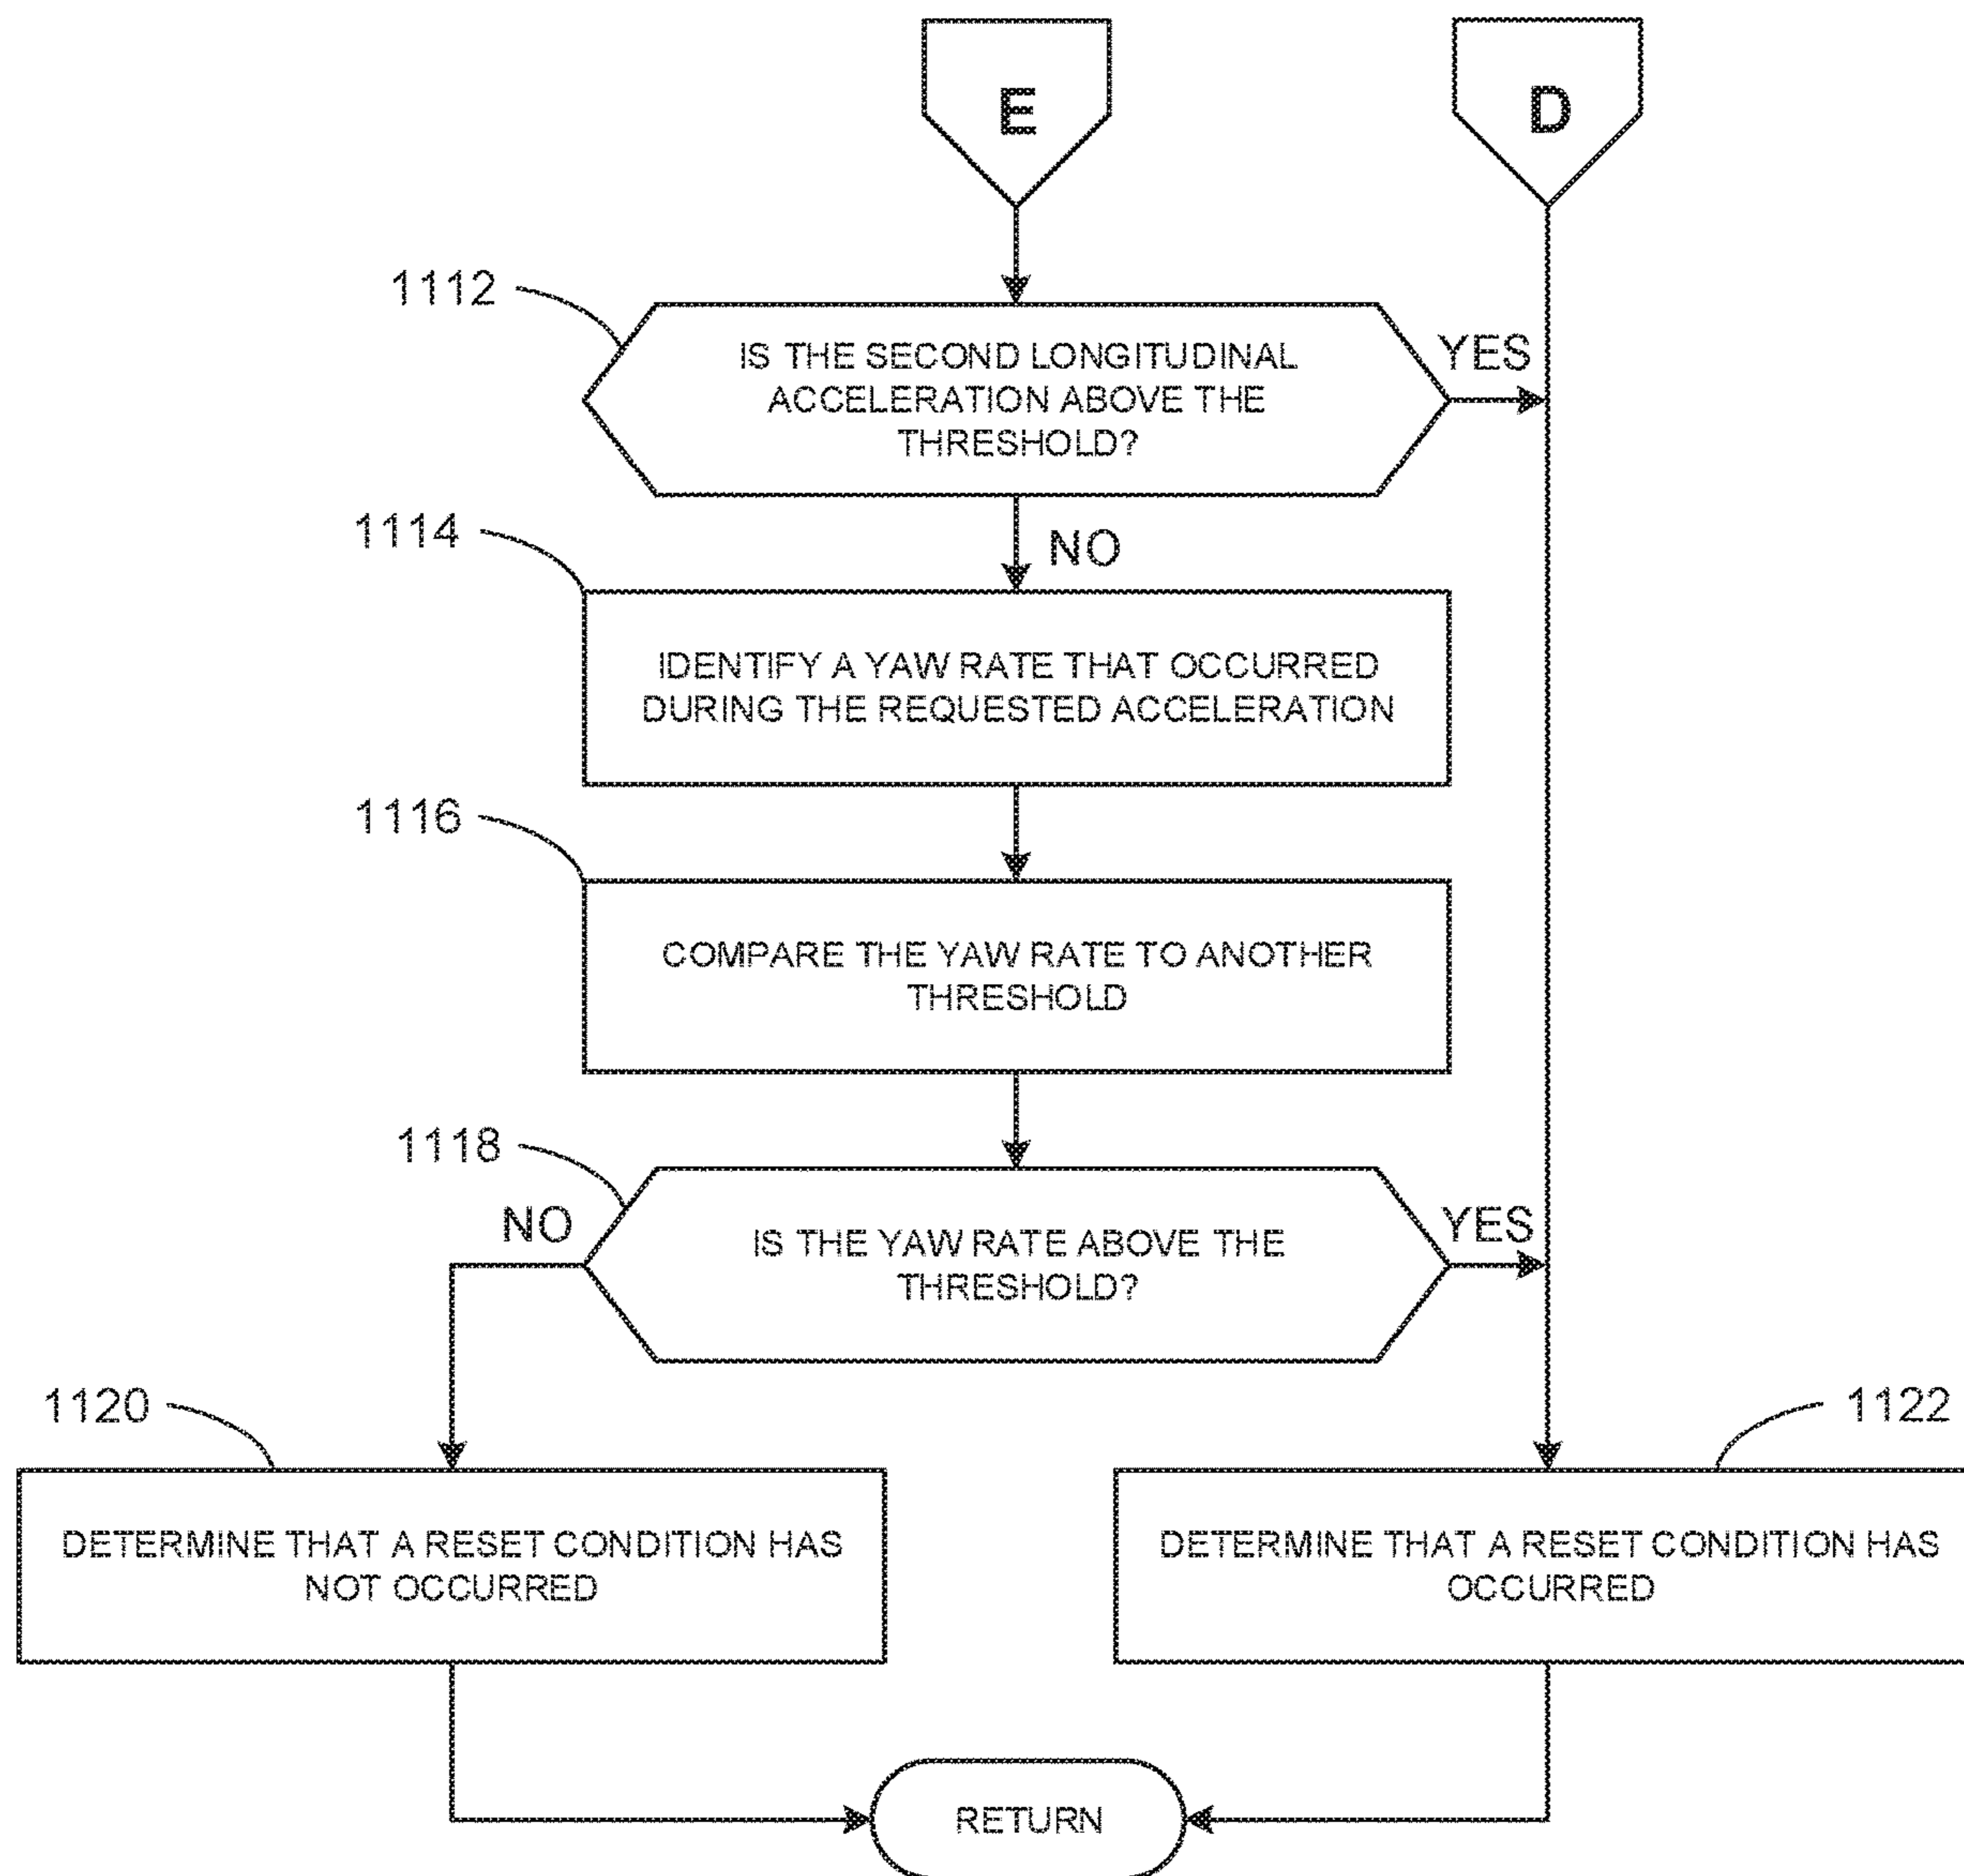 E
D
1112
IS THE SECOND LONGITUDINAL
ACCELERATION ABOVE THE
THRESHOLD?
YES
NO
1114
IDENTIFY A YAW RATE THAT OCCURRED
DURING THE REQUESTED ACCELERATION
1116
COMPARE THE YAW RATE TO ANOTHER
THRESHOLD
1118
NO
IS THE YAW RATE ABOVE THE
THRESHOLD?
YES
1120
1122
DETERMINE THAT A RESET CONDITION HAS
NOT OCCURRED
DETERMINE THAT A RESET CONDITION HAS
OCCURRED
RETURN